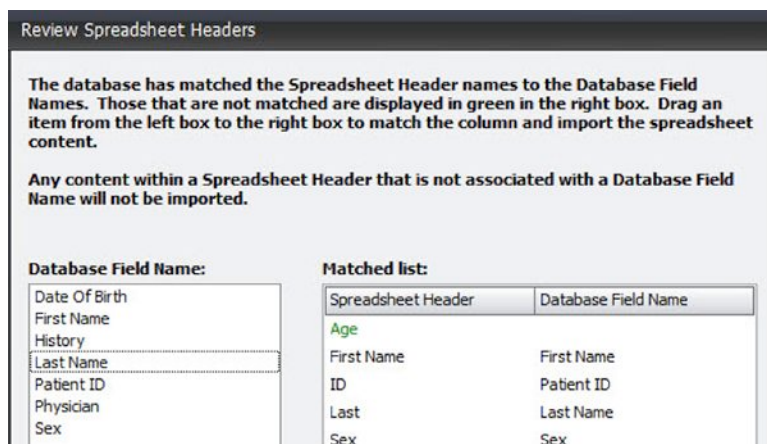 Review Spreadsheet Headers
The database has matched the Spreadsheet Header names to the Database Field
Names. Those that are not matched are displayed in green in the right box. Drag an
item from the left box to the right box to match the column and import the spreadsheet
content.
Any content within a Spreadsheet Header that is not associated with a Database Field
Name will not be imported.
Database Field Name:
Date Of Birth
First Name
History
Last Name
Patient ID
Physician
Sex
Matched list:
Spreadsheet Header Database Field Name
Age
First Name First Name
ID Patient ID
Last Last Name
Sex Sex